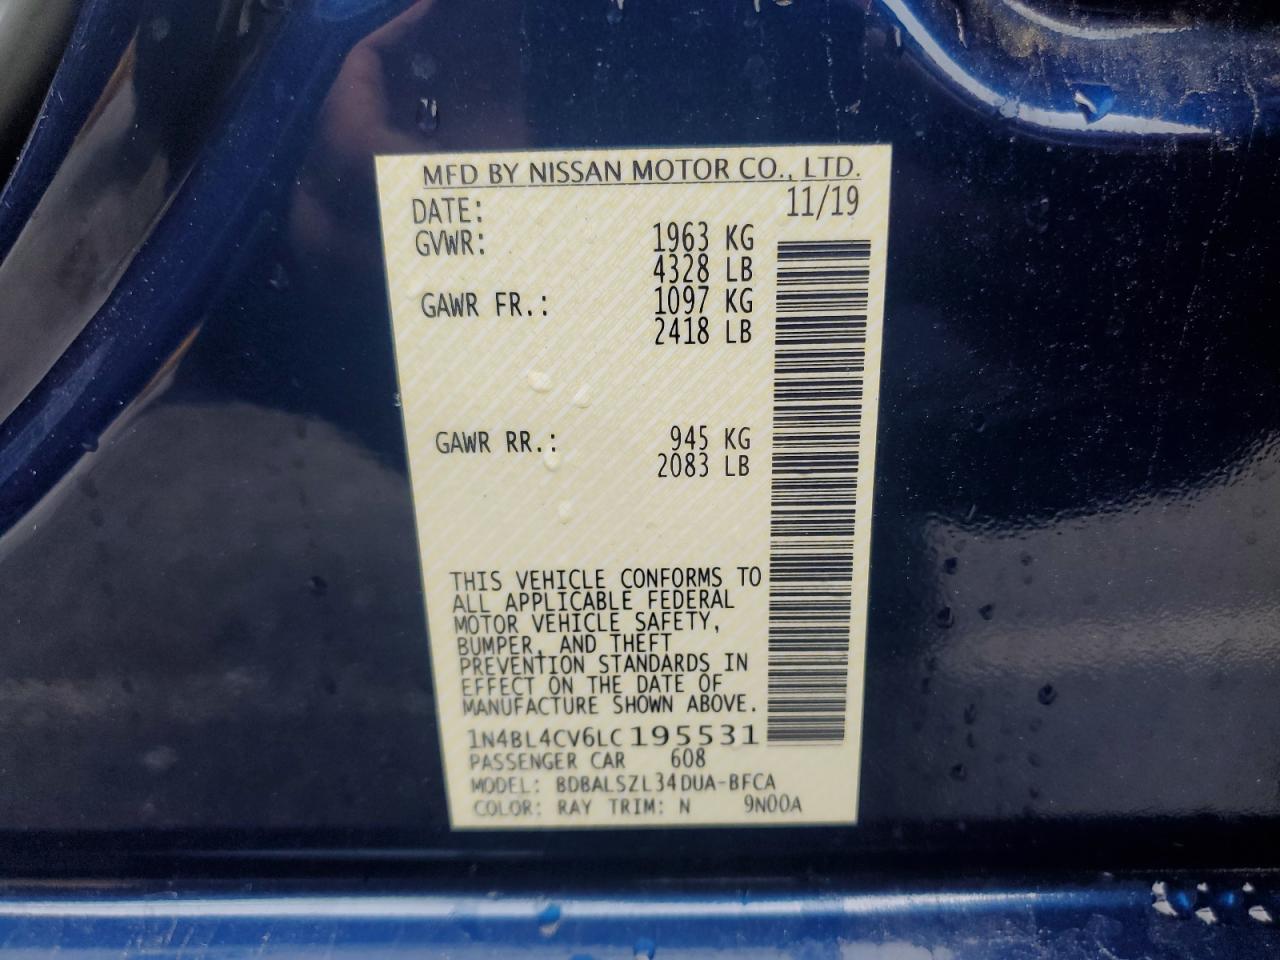 MFD BY NISSAN MOTOR CO., LTD.
DATE: 11/19
GVWR: 1963 KG
4328 LB
GAWR FR.: 1097 KG
2418 LB
GAWR RR.: 945 KG
2083 LB
THIS VEHICLE CONFORMS TO
ALL APPLICABLE FEDERAL
MOTOR VEHICLE SAFETY,
BUMPER, AND THEFT
PREVENTION STANDARDS IN
EFFECT ON THE DATE OF
MANUFACTURE SHOWN ABOVE.
1N4BL4CV6LC195531
PASSENGER CAR 608
MODEL: BDBALSZL34DUA-BFCA
COLOR: RAY TRIM: N 9N00A